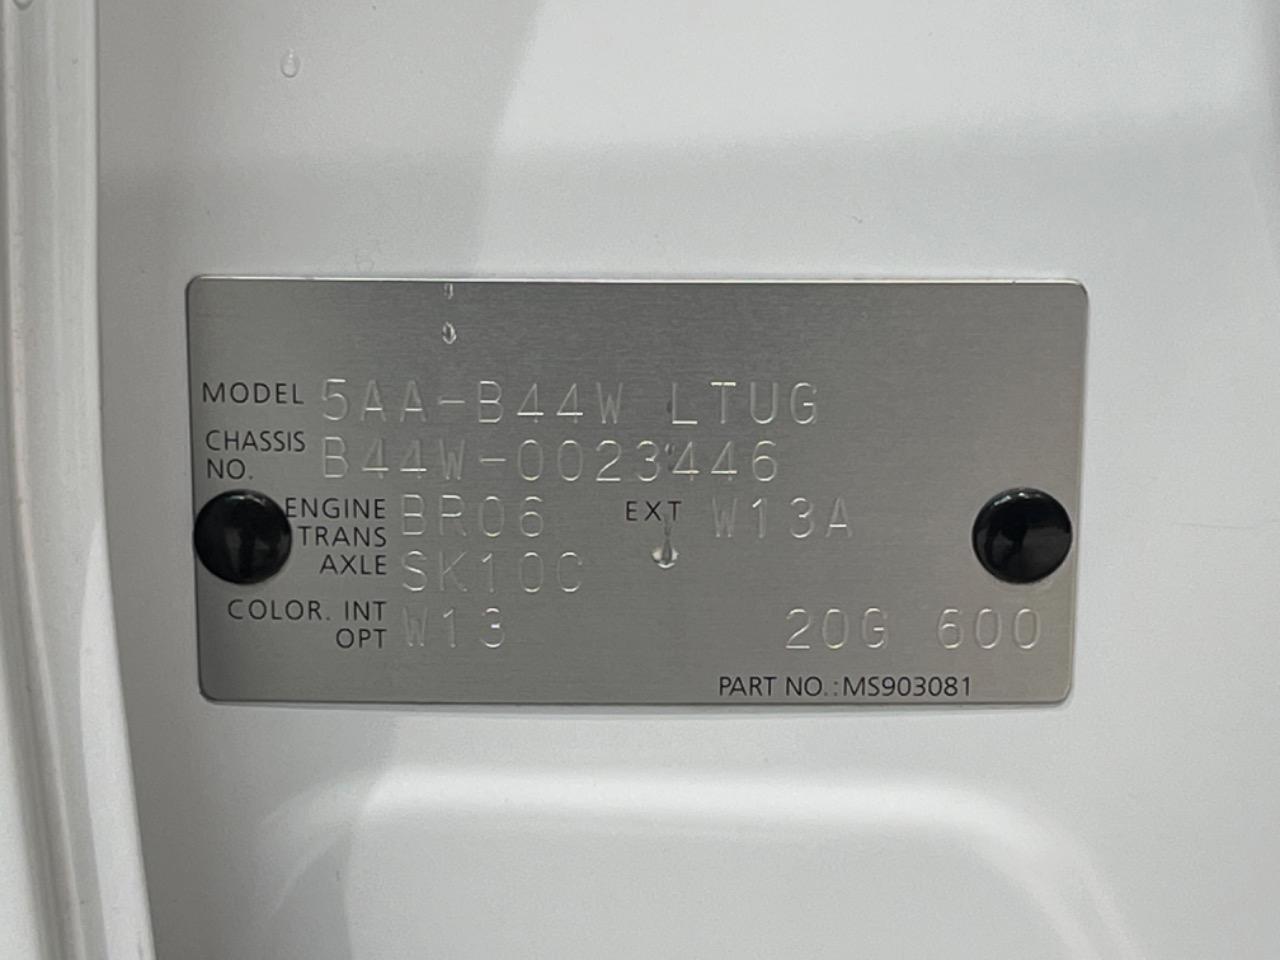 MODEL 5AA-B44W LTUG
CHASSIS NO. B44W-0023446
ENGINE BR06 EXT W13A
TRANS AXLE SK10C
COLOR. INT W13 20G 600
OPT
PART NO.:MS903081